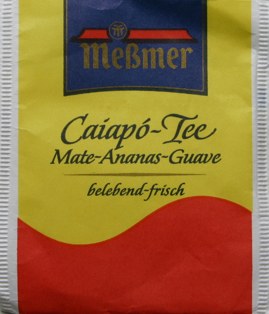 Meßmer
Caiapó-Tee
Mate-Ananas-Guave
belebend-frisch